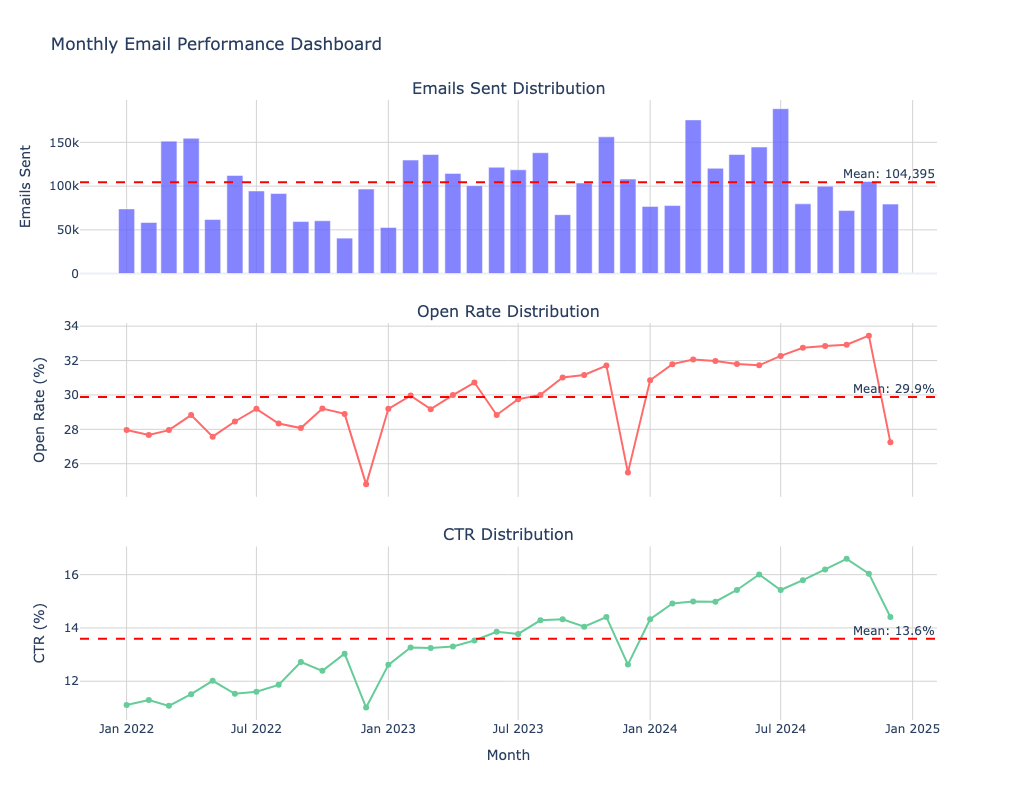 Monthly Email Performance Dashboard
Emails Sent Distribution
Emails Sent
150k
100k
50k
0
Mean: 104,395
Open Rate Distribution
Open Rate (%)
34
32
30
28
26
Mean: 29.9%
CTR Distribution
CTR (%)
16
14
12
Mean: 13.6%
Jan 2022 Jul 2022 Jan 2023 Jul 2023 Jan 2024 Jul 2024 Jan 2025
Month